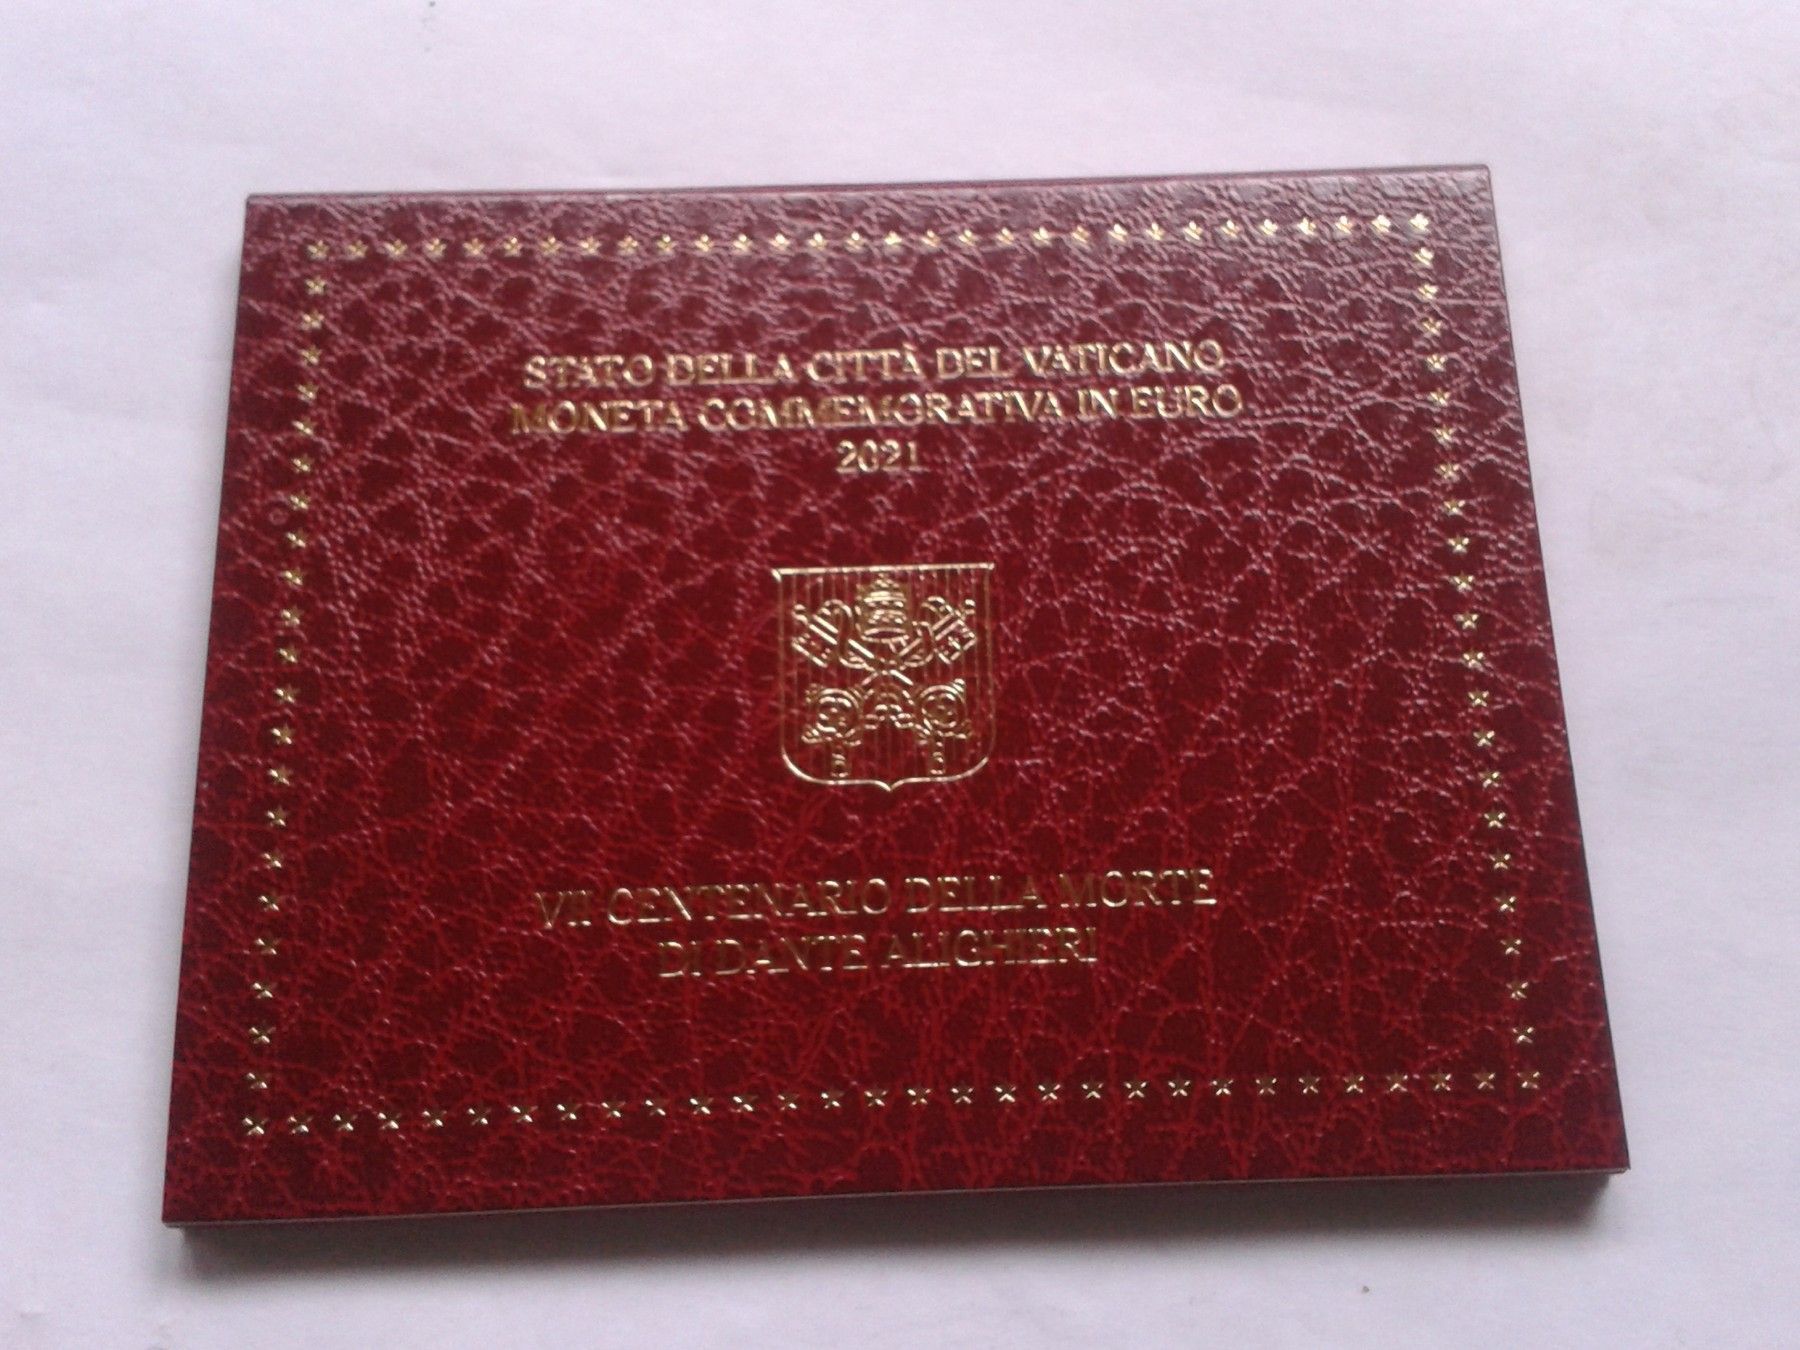 STATO DELLA CITTÀ DEL VATICANO
MONETA COMMEMORATIVA IN EURO
2021
VII CENTENARIO DELLA MORTE
DI DANTE ALIGHIERI